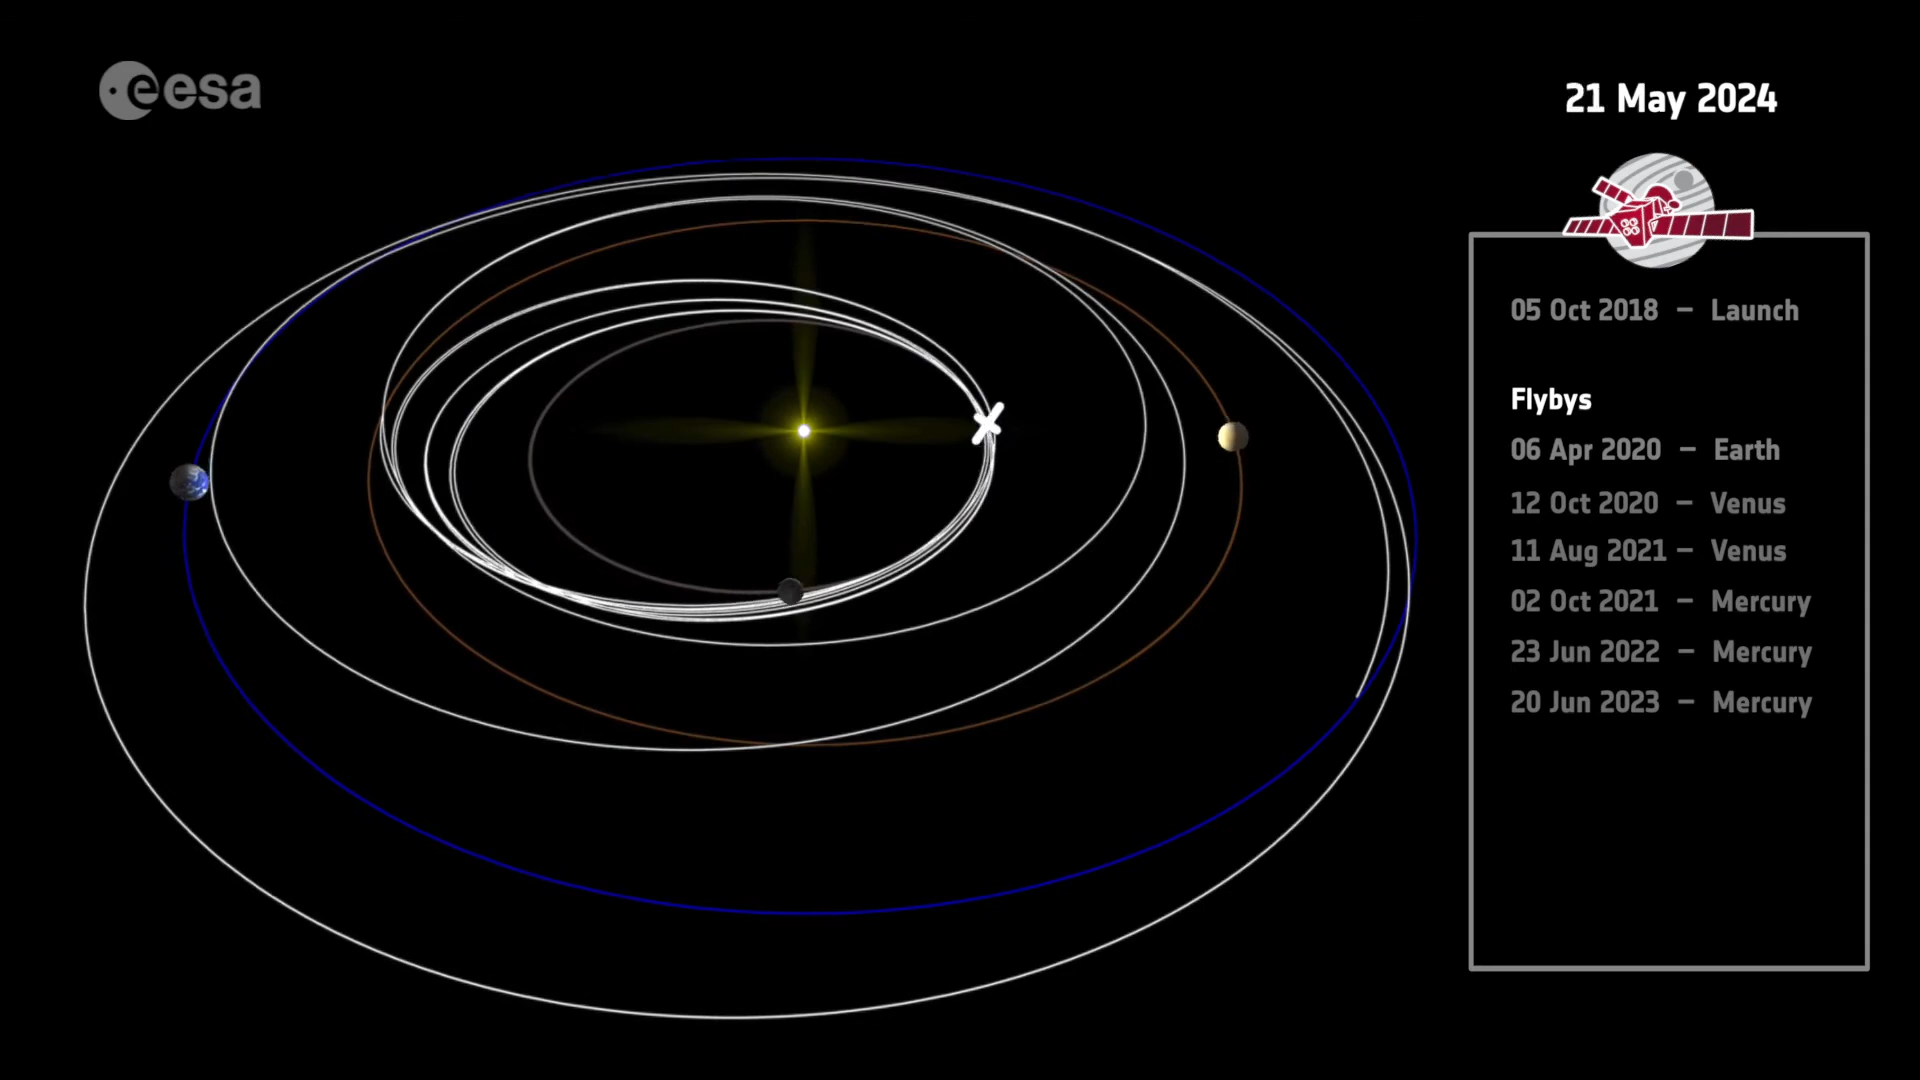 esa
21 May 2024
05 Oct 2018 – Launch
Flybys
06 Apr 2020 – Earth
12 Oct 2020 – Venus
11 Aug 2021 – Venus
02 Oct 2021 – Mercury
23 Jun 2022 – Mercury
20 Jun 2023 – Mercury